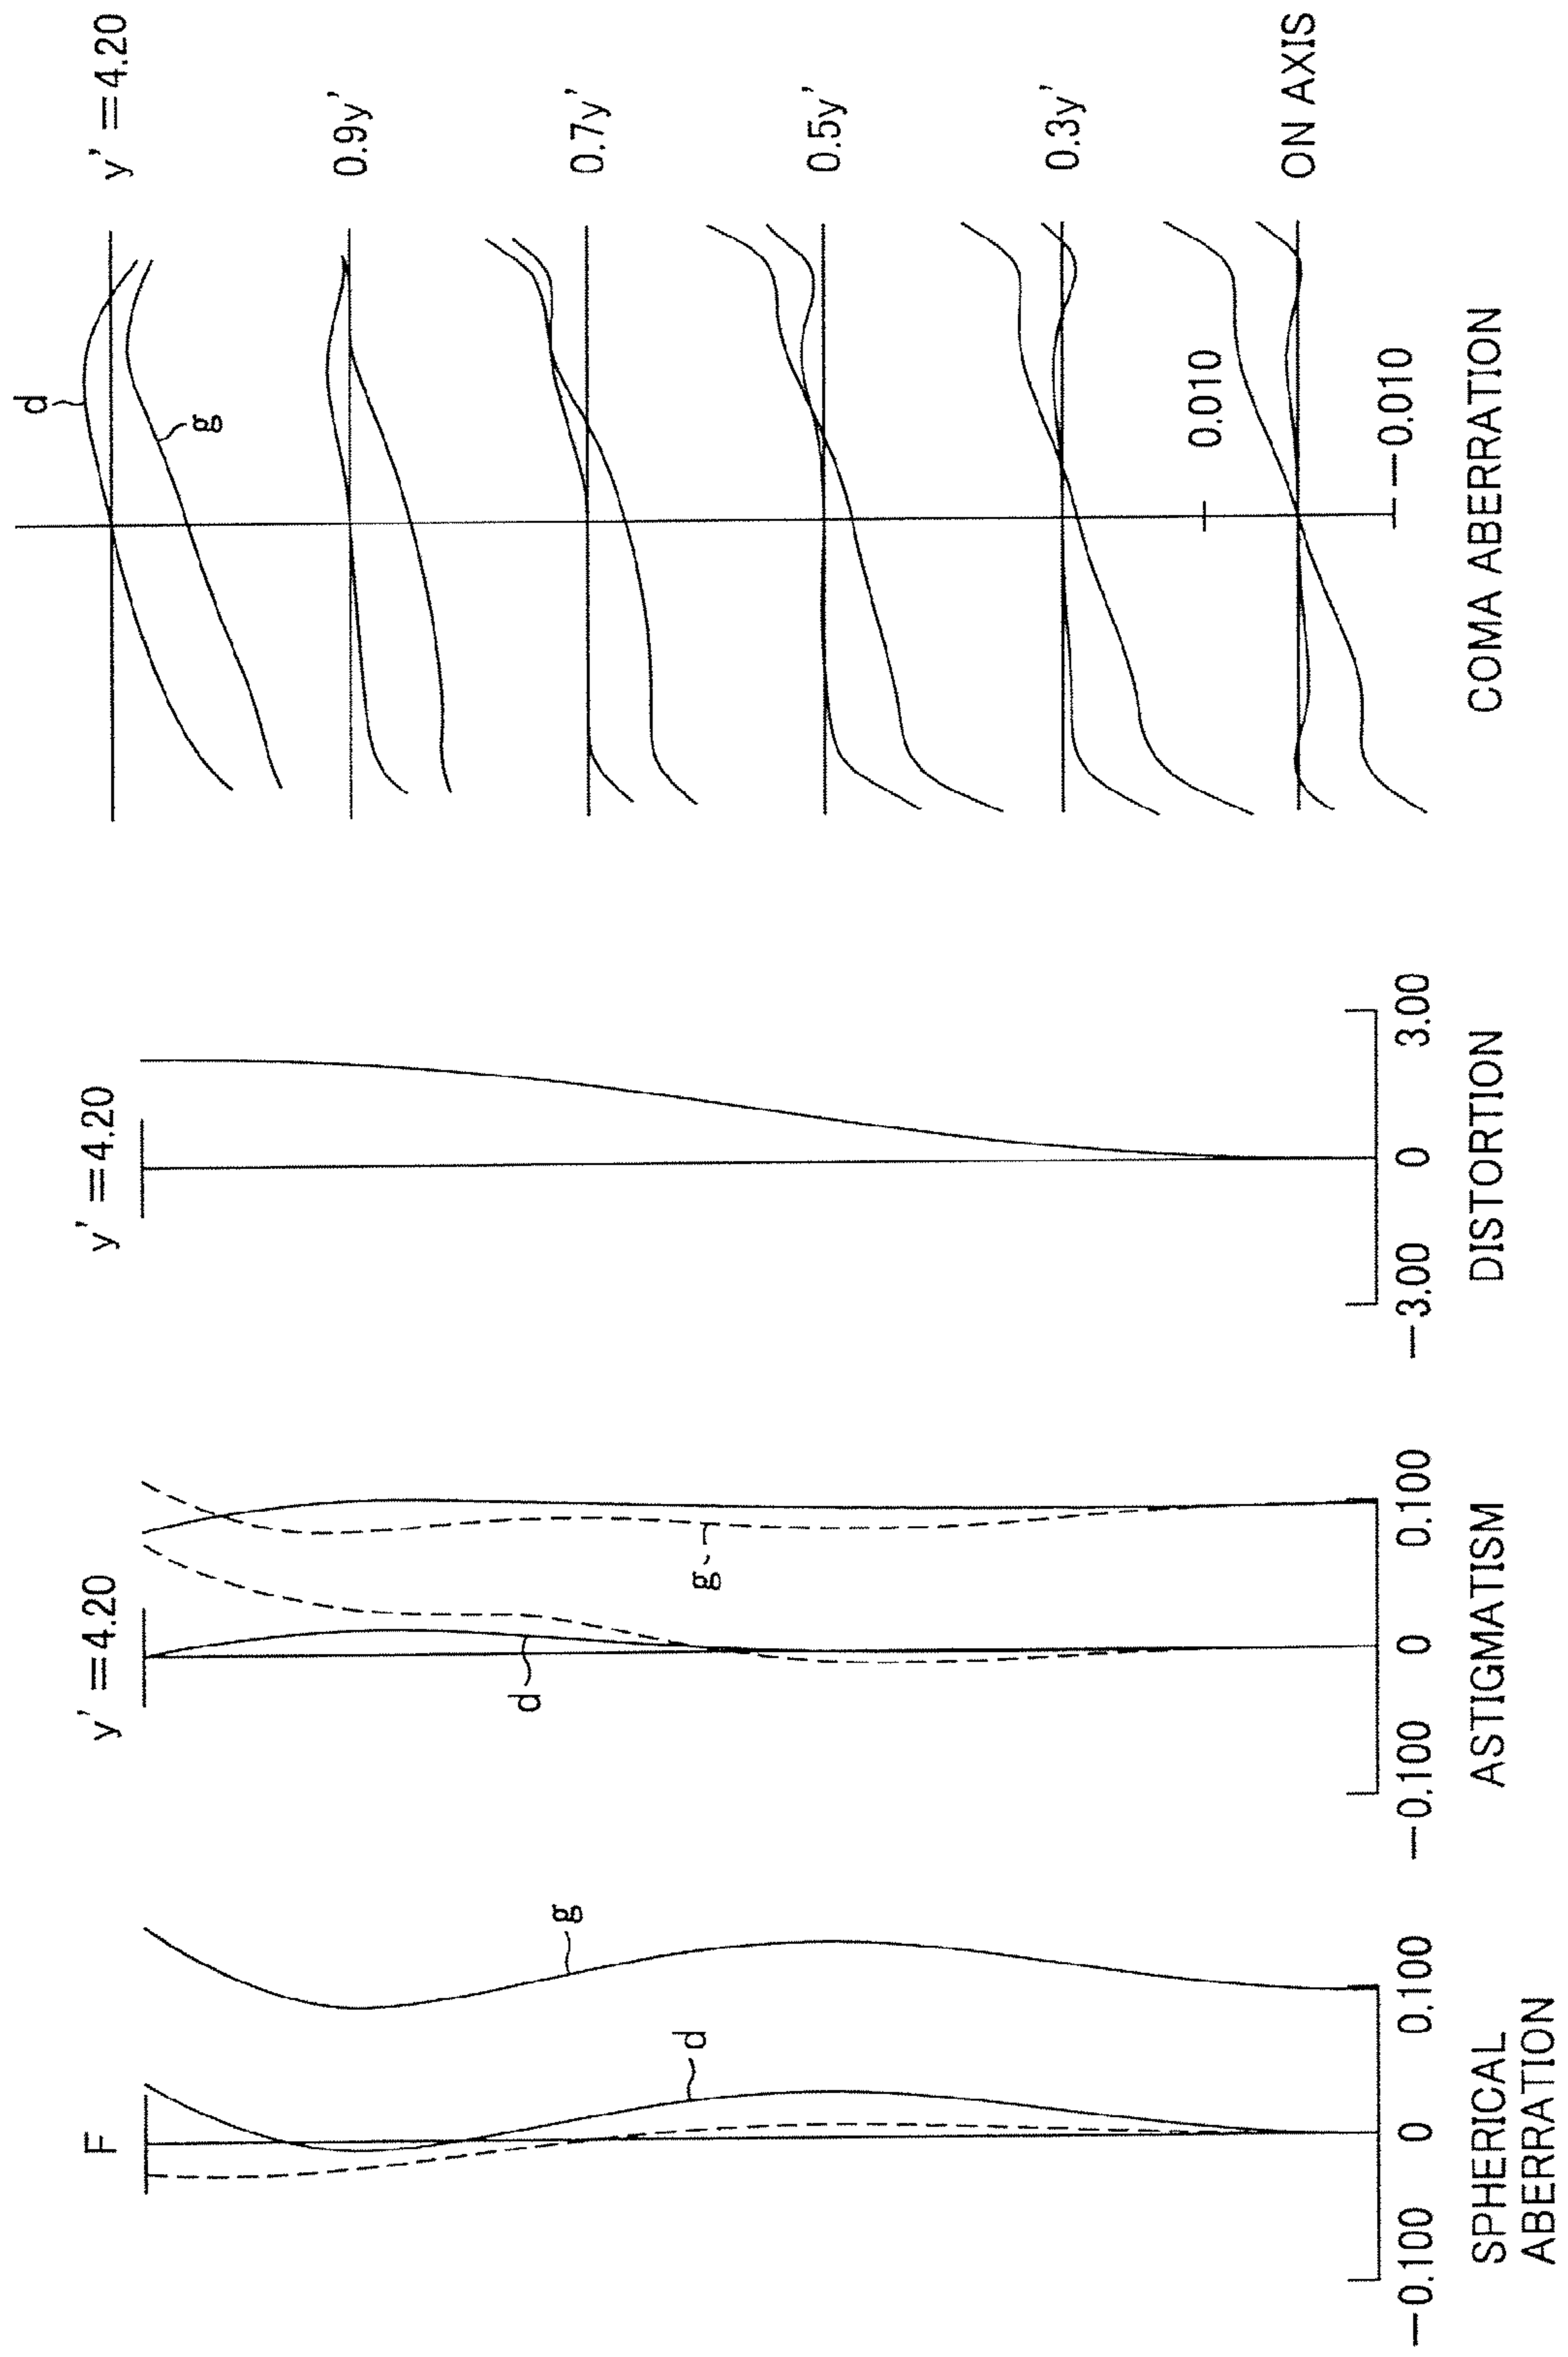 F
g
d
−0.100
0
0.100
SPHERICAL
ABERRATION
y' =4.20
d
g
−0.100
0
0.100
ASTIGMATISM
y' =4.20
−3.00
0
3.00
DISTORTION
d
g
y' =4.20
0.9y'
0.7y'
0.5y'
0.3y'
0.010
ON AXIS
−0.010
COMA ABERRATION